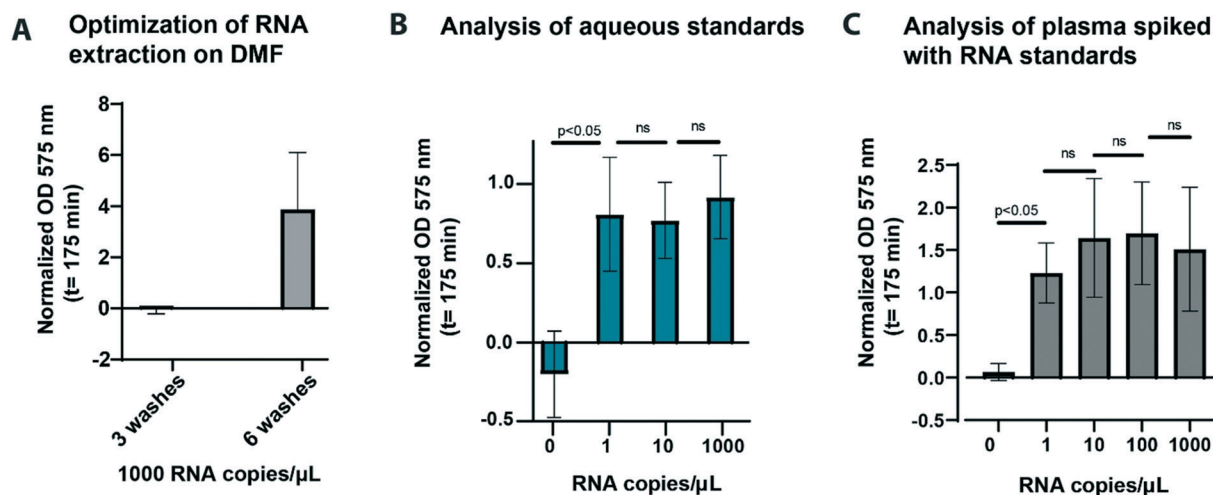 A
Optimization of RNA
extraction on DMF
Normalized OD 575 nm
(t= 175 min)
8
6
4
2
0
-2
3 washes
6 washes
1000 RNA copies/µL
B
Analysis of aqueous standards
Normalized OD 575 nm
(t= 175 min)
p<0.05
ns
ns
1.0
0.5
0.0
-0.5
0
1
10
1000
RNA copies/µL
C
Analysis of plasma spiked
with RNA standards
Normalized OD 575 nm
(t= 175 min)
ns
ns
ns
p<0.05
2.5
2.0
1.5
1.0
0.5
0.0
-0.5
0
1
10
100
1000
RNA copies/µL